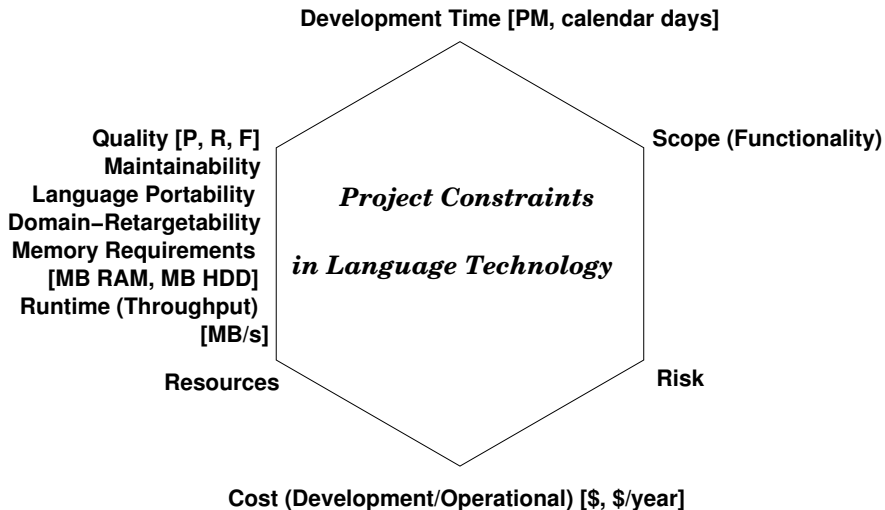 Development Time [PM, calendar days]
Quality [P, R, F]
Maintainability
Language Portability
Domain−Retargetability
Memory Requirements
[MB RAM, MB HDD]
Runtime (Throughput)
[MB/s]
Resources
Project Constraints
in Language Technology
Scope (Functionality)
Risk
Cost (Development/Operational) [$, $/year]